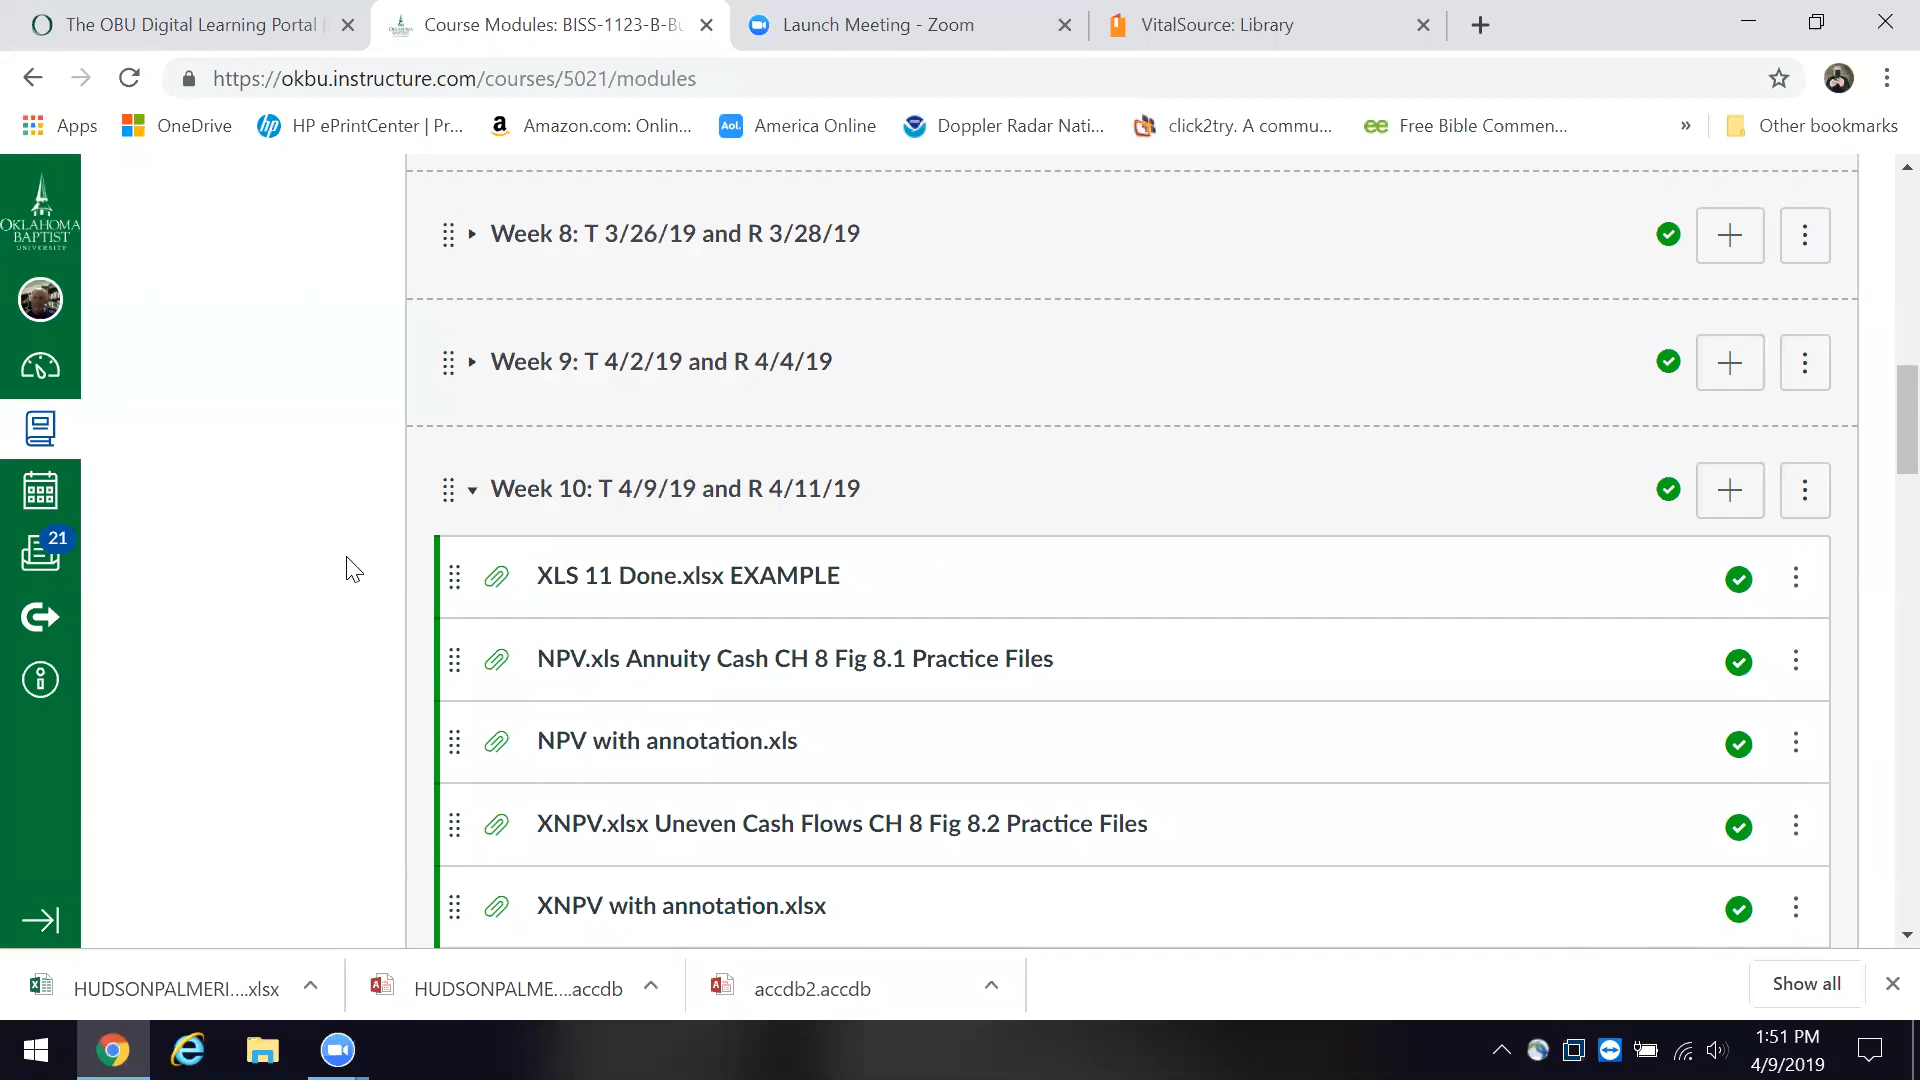 The OBU Digital Learning Portal
Course Modules: BISS-1123-B-Bu
Launch Meeting - Zoom
VitalSource: Library
https://okbu.instructure.com/courses/5021/modules
Apps
OneDrive
HP ePrintCenter | Pr...
Amazon.com: Onlin...
Aol.
America Online
Doppler Radar Nati...
click2try. A commu...
Free Bible Commen...
»
Other bookmarks
OKLAHOMA
BAPTIST
UNIVERSITY
Week 8: T 3/26/19 and R 3/28/19
Week 9: T 4/2/19 and R 4/4/19
Week 10: T 4/9/19 and R 4/11/19
21
XLS 11 Done.xlsx EXAMPLE
NPV.xls Annuity Cash CH 8 Fig 8.1 Practice Files
NPV with annotation.xls
XNPV.xlsx Uneven Cash Flows CH 8 Fig 8.2 Practice Files
XNPV with annotation.xlsx
HUDSONPALMERI....xlsx
HUDSONPALME....accdb
accdb2.accdb
Show all
1:51 PM
4/9/2019